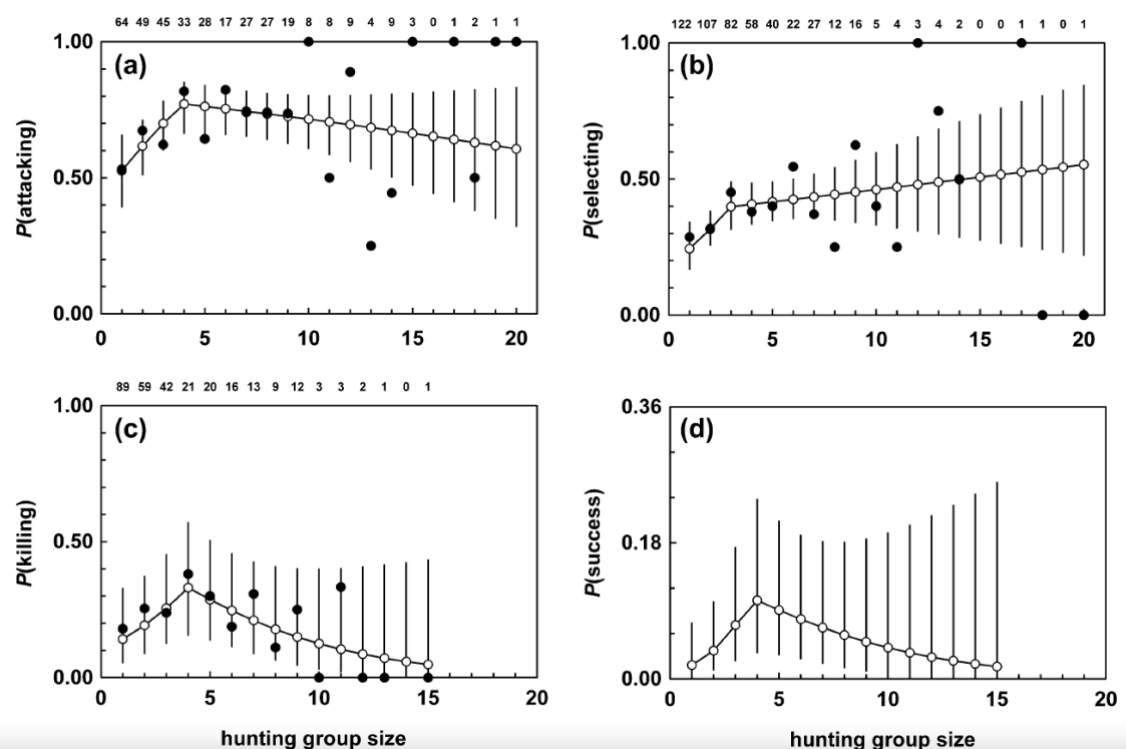 64 49 45 33 28 17 27 27 19 8 8 9 4 9 3 0 1 2 1 1
1.00
(a)
P(attacking)
0.50
0.00
0 5 10 15 20
122 107 82 58 40 22 27 12 16 5 4 3 4 2 0 0 1 1 0 1
1.00
(b)
P(selecting)
0.50
0.00
0 5 10 15 20
89 59 42 21 20 16 13 9 12 3 3 2 1 0 1
1.00
(c)
P(killing)
0.50
0.00
0 5 10 15 20
hunting group size
0.36
(d)
P(success)
0.18
0.00
0 5 10 15 20
hunting group size